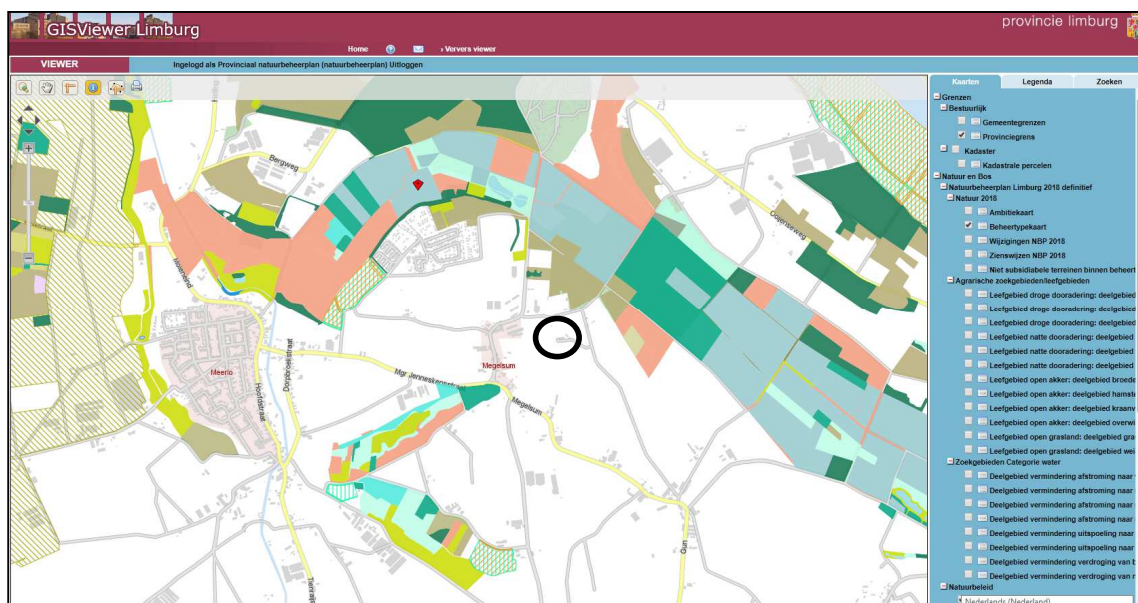 GISViewer Limburg
provincie limburg
Home
› Ververs viewer
VIEWER
Ingelogd als Provinciaal natuurbeheerplan (natuurbeheerplan) Uitloggen
Kaarten Legenda Zoeken
Grenzen
Bestuurlijk
Gemeentegrenzen
Provinciegrens
Kadaster
Kadastrale percelen
Natuur en Bos
Natuurbeheerplan Limburg 2018 definitief
Natuur 2018
Ambitiekaart
Beheertypekaart
Wijzigingen NBP 2018
Zienswijzen NBP 2018
Niet subsidiabele terreinen binnen beheert
Agrarische zoekgebieden/leefgebieden
Leefgebied droge dooradering: deelgebied
Leefgebied droge dooradering: deelgebied
Leefgebied droge dooradering: deelgebied
Leefgebied natte dooradering: deelgebied
Leefgebied natte dooradering: deelgebied
Leefgebied natte dooradering: deelgebied
Leefgebied open akker: deelgebied broede
Leefgebied open akker: deelgebied hamste
Leefgebied open akker: deelgebied kraanv
Leefgebied open akker: deelgebied overwi
Leefgebied open grasland: deelgebied gra
Leefgebied open grasland: deelgebied wei
Zoekgebieden Categorie water
Deelgebied vermindering afstroming naar
Deelgebied vermindering afstroming naar
Deelgebied vermindering afstroming naar
Deelgebied vermindering afstroming naar
Deelgebied vermindering uitspoeling naar
Deelgebied vermindering uitspoeling naar
Deelgebied vermindering verdroging van
Deelgebied vermindering verdroging van
Natuurbeleid
Nederlands (Nederland)
Bergweg
Ooijenseweg
Moleneind
Meerlo
Hoofdstraat
Dorpbroekstraat
Megelsum
Mgr Jenneskensstraat
Megelsum
Gun